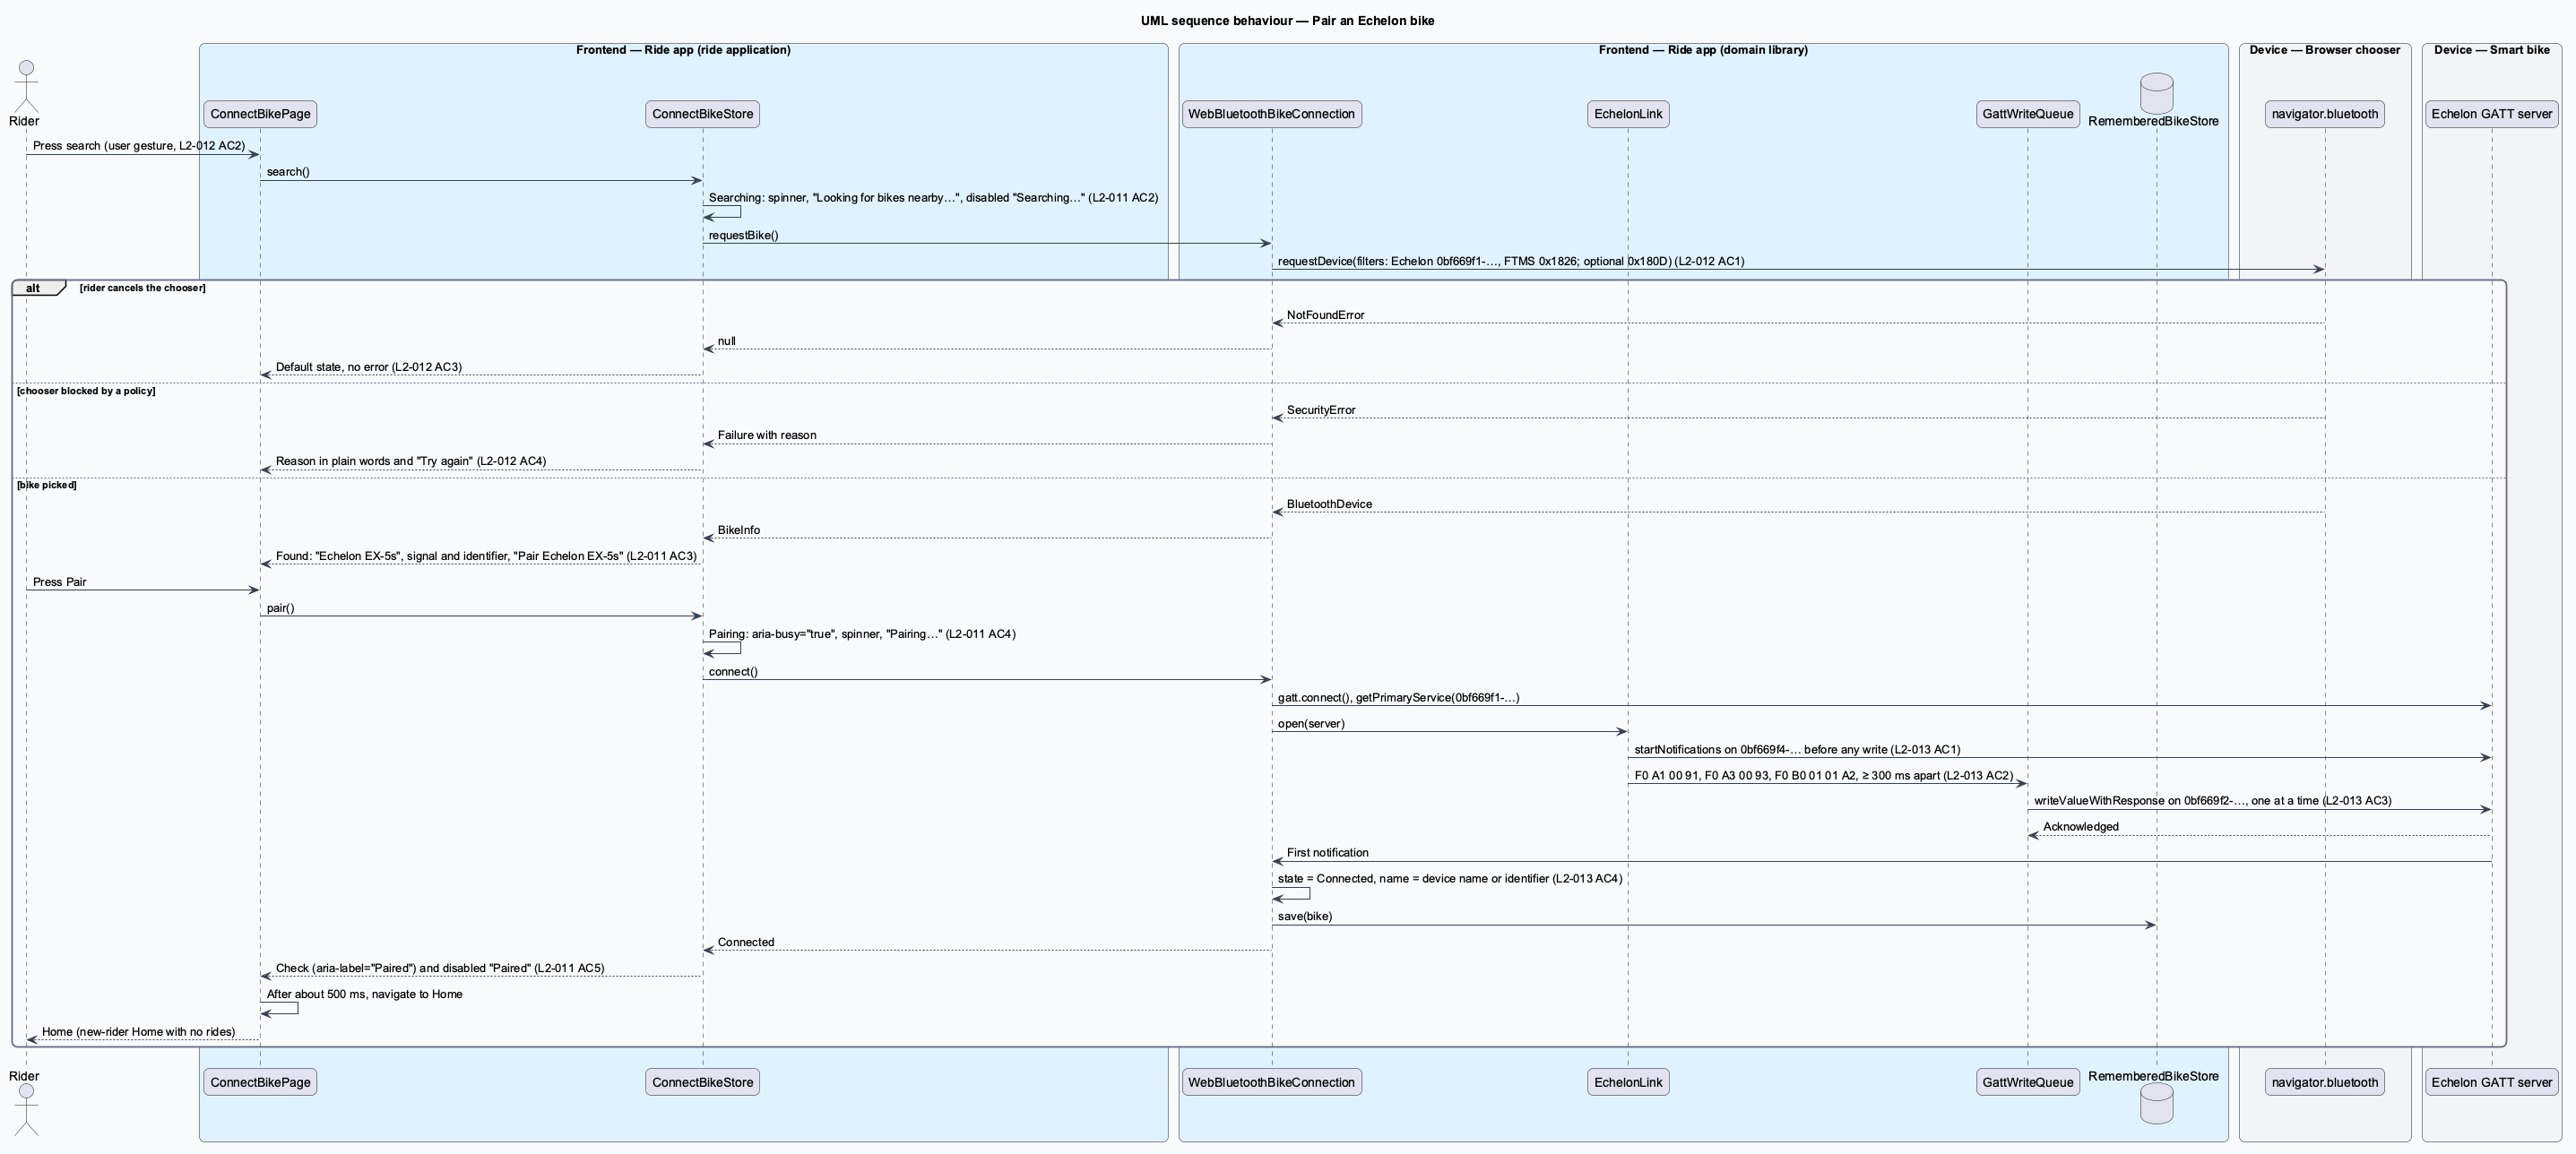 UML sequence behaviour — Pair an Echelon bike
Frontend — Ride app (ride application)
Frontend — Ride app (domain library)
Device — Browser chooser
Device — Smart bike
Rider
ConnectBikePage
ConnectBikeStore
WebBluetoothBikeConnection
EchelonLink
GattWriteQueue
RememberedBikeStore
navigator.bluetooth
Echelon GATT server
Press search (user gesture, L2-012 AC2)
search()
Searching: spinner, "Looking for bikes nearby…", disabled "Searching…" (L2-011 AC2)
requestBike()
requestDevice(filters: Echelon 0bf669f1-…, FTMS 0x1826; optional 0x180D) (L2-012 AC1)
alt
[rider cancels the chooser]
NotFoundError
null
Default state, no error (L2-012 AC3)
[chooser blocked by a policy]
SecurityError
Failure with reason
Reason in plain words and "Try again" (L2-012 AC4)
[bike picked]
BluetoothDevice
BikeInfo
Found: "Echelon EX-5s", signal and identifier, "Pair Echelon EX-5s" (L2-011 AC3)
Press Pair
pair()
Pairing: aria-busy="true", spinner, "Pairing…" (L2-011 AC4)
connect()
gatt.connect(), getPrimaryService(0bf669f1-…)
open(server)
startNotifications on 0bf669f4-… before any write (L2-013 AC1)
F0 A1 00 91, F0 A3 00 93, F0 B0 01 01 A2, ≥ 300 ms apart (L2-013 AC2)
writeValueWithResponse on 0bf669f2-…, one at a time (L2-013 AC3)
Acknowledged
First notification
state = Connected, name = device name or identifier (L2-013 AC4)
save(bike)
Connected
Check (aria-label="Paired") and disabled "Paired" (L2-011 AC5)
After about 500 ms, navigate to Home
Home (new-rider Home with no rides)
Rider
ConnectBikePage
ConnectBikeStore
WebBluetoothBikeConnection
EchelonLink
GattWriteQueue
RememberedBikeStore
navigator.bluetooth
Echelon GATT server